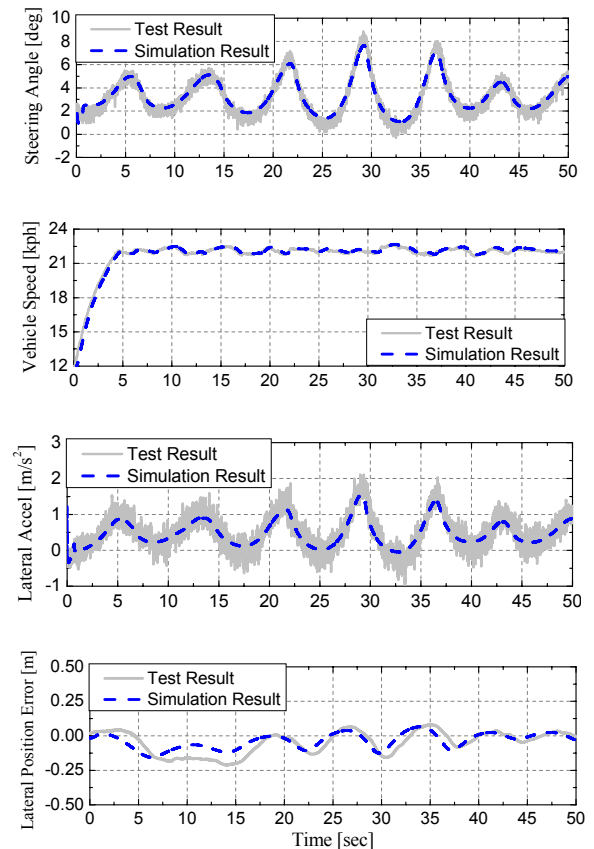 Steering Angle [deg]
10
8
6
4
2
0
-2
Test Result
Simulation Result
0 5 10 15 20 25 30 35 40 45 50
Vehicle Speed [kph]
24
21
18
15
12
Test Result
Simulation Result
0 5 10 15 20 25 30 35 40 45 50
Lateral Accel [m/s²]
3
2
1
0
-1
Test Result
Simulation Result
0 5 10 15 20 25 30 35 40 45 50
Lateral Position Error [m]
0.50
0.25
0.00
-0.25
-0.50
Test Result
Simulation Result
0 5 10 15 20 25 30 35 40 45 50
Time [sec]